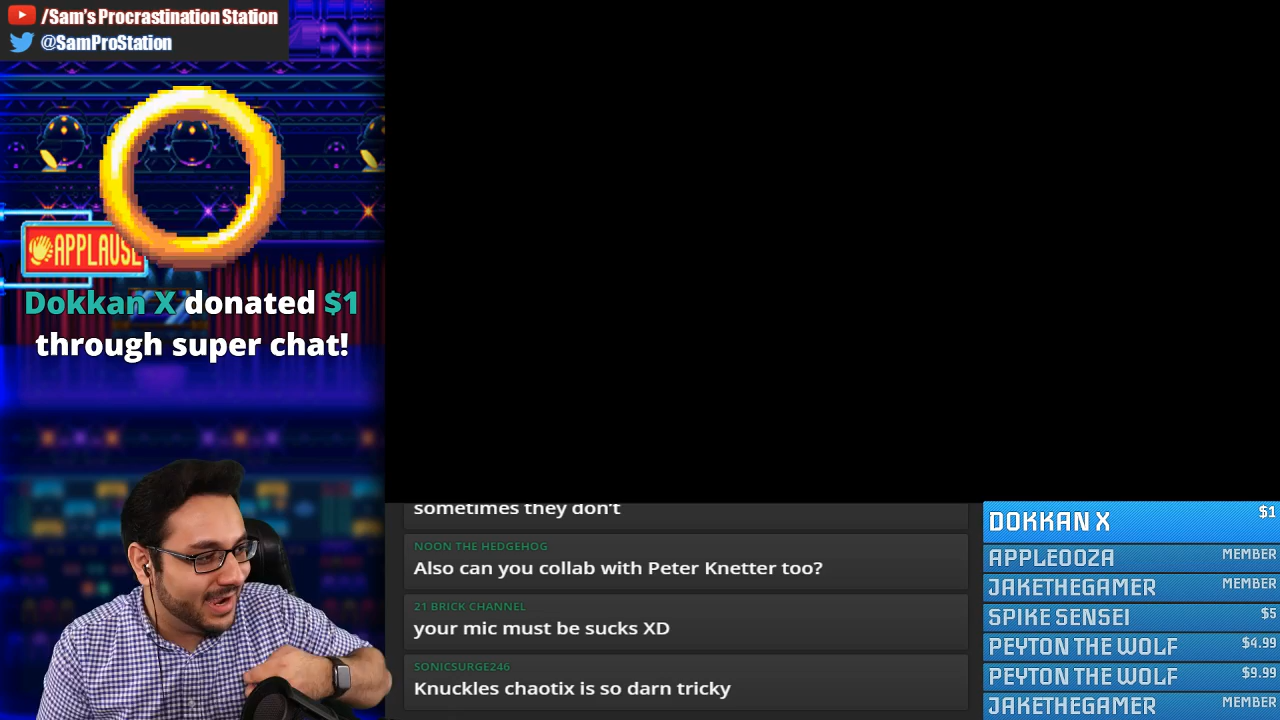 /Sam's Procrastination Station
@SamProStation
APPLAUSE
Dokkan X donated $1
through super chat!
sometimes they don't
NOON THE HEDGEHOG
Also can you collab with Peter Knetter too?
21 BRICK CHANNEL
your mic must be sucks XD
SONICSURGE246
Knuckles chaotix is so darn tricky
DOKKAN X $1
APPLEOOZA MEMBER
JAKETHEGAMER MEMBER
SPIKE SENSEI $5
PEYTON THE WOLF $4.99
PEYTON THE WOLF $9.99
JAKETHEGAMER MEMBER